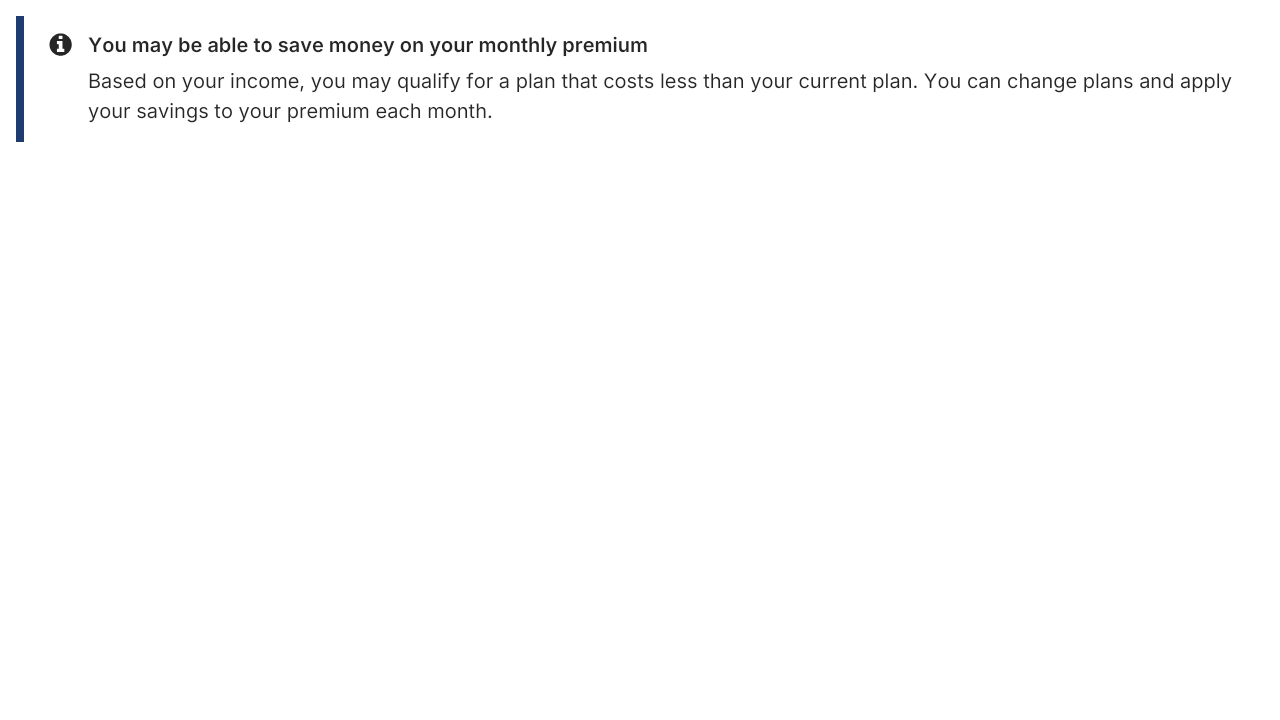 You may be able to save money on your monthly premium
Based on your income, you may qualify for a plan that costs less than your current plan. You can change plans and apply
your savings to your premium each month.